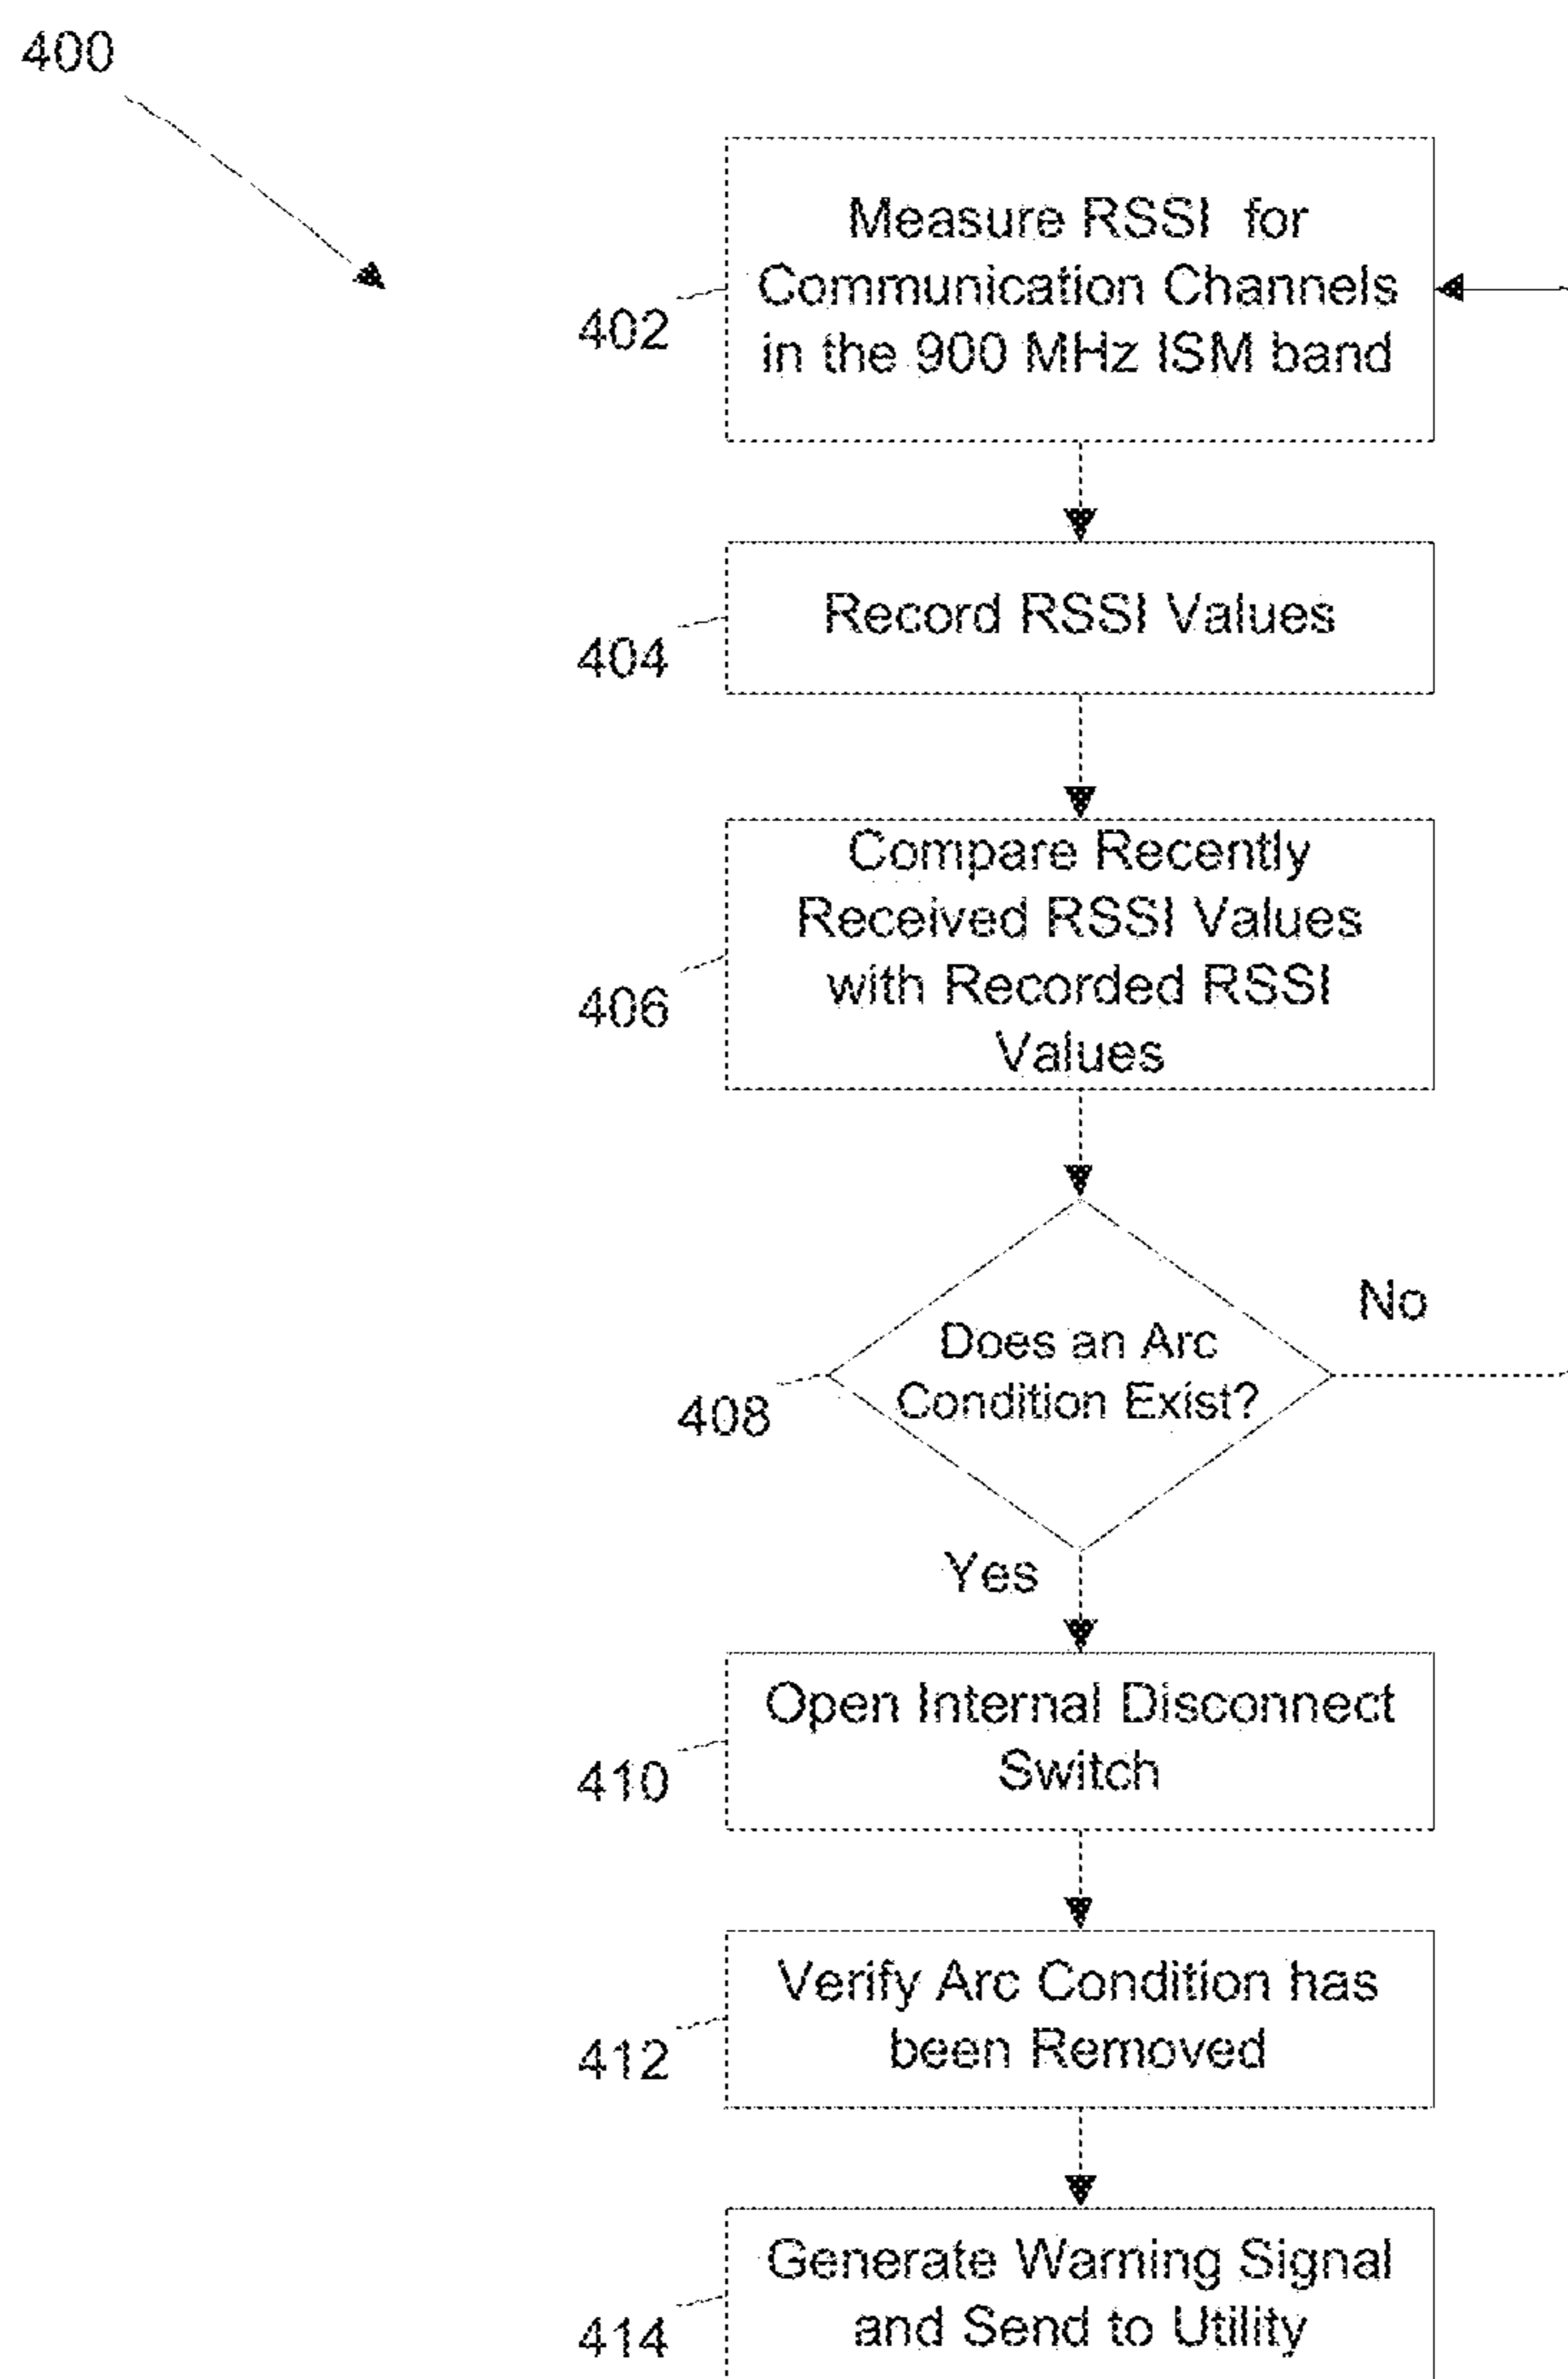 400
Measure RSSI for
Communication Channels
in the 900 MHz ISM band
402
Record RSSI Values
404
Compare Recently
Received RSSI Values
with Recorded RSSI
Values
406
Does an Arc
Condition Exist?
408
No
Yes
Open Internal Disconnect
Switch
410
Verify Arc Condition has
been Removed
412
Generate Warning Signal
and Send to Utility
414